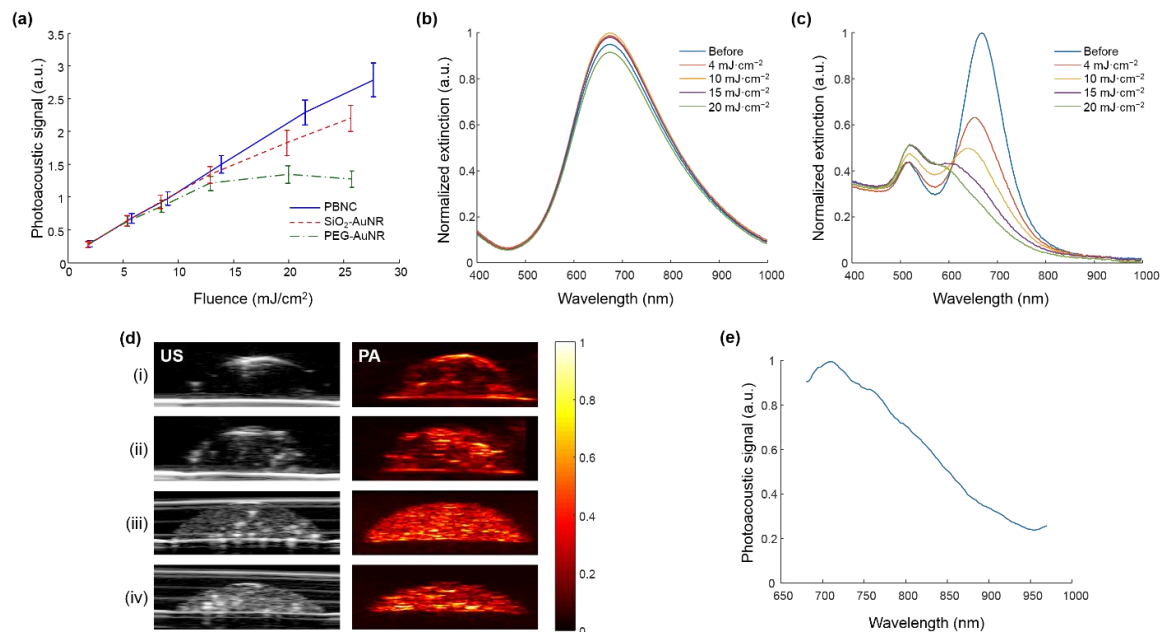 (a)
3.5
3
2.5
2
1.5
1
0.5
0
0 5 10 15 20 25 30
Photoacoustic signal (a.u.)
Fluence (mJ/cm²)
PBNC
SiO₂-AuNR
PEG-AuNR
(b)
1
0.8
0.6
0.4
0.2
0
400 500 600 700 800 900 1000
Normalized extinction (a.u.)
Wavelength (nm)
Before
4 mJ·cm⁻²
10 mJ·cm⁻²
15 mJ·cm⁻²
20 mJ·cm⁻²
(c)
1
0.8
0.6
0.4
0.2
0
400 500 600 700 800 900 1000
Normalized extinction (a.u.)
Wavelength (nm)
Before
4 mJ·cm⁻²
10 mJ·cm⁻²
15 mJ·cm⁻²
20 mJ·cm⁻²
(d)
US PA
(i)
(ii)
(iii)
(iv)
1
0.8
0.6
0.4
0.2
0
(e)
1
0.8
0.6
0.4
0.2
0
650 700 750 800 850 900 950 1000
Photoacoustic signal (a.u.)
Wavelength (nm)